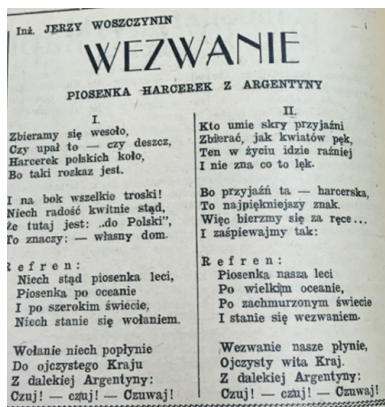 Inż. JERZY WOSZCZYNIN
WEZWANIE
PIOSENKA HARCEREK Z ARGENTYNY
I.
Zbieramy się wesoło,
Czy upał to — czy deszcz,
Harcerek polskich koło,
Bo taki rozkaz jest.
I na bok wszelkie troski!
Niech radość kwitnie stąd,
Że tutaj jest: „do Polski",
To znaczy: — własny dom.
Refren:
Niech stąd piosenka leci,
Piosenka po oceanie
I po szerokim świecie,
Niech stanie się wołaniem.
Wołanie niech popłynie
Do ojczystego Kraju
Z dalekiej Argentyny:
Czuj! — czuj! — Czuwaj!
II.
Kto umie skry przyjaźni
Zbierać, jak kwiatów pęk,
Ten w życiu idzie raźniej
I nie zna co to lęk.
Bo przyjaźń ta — harcerska,
To najpiękniejszy znak.
Więc bierzmy się za ręce...
I zaśpiewajmy tak:
Refren:
Piosenka nasza leci
Po wielkim oceanie,
Po zachmurzonym świecie
I stanie się wezwaniem.
Wezwanie nasze płynie,
Ojczysty wita Kraj.
Z dalekiej Argentyny:
Czuj! — czuj! — Czuwaj!